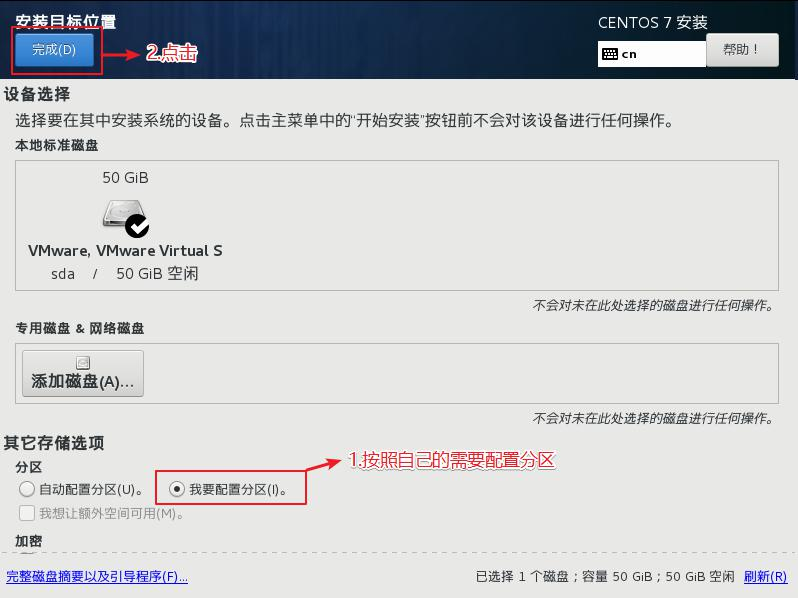 安装目标位置
CENTOS 7 安装
完成(D)
2.点击
cn
帮助！
设备选择
选择要在其中安装系统的设备。点击主菜单中的“开始安装”按钮前不会对该设备进行任何操作。
本地标准磁盘
50 GiB
VMware, VMware Virtual S
sda / 50 GiB 空闲
不会对未在此处选择的磁盘进行任何操作。
专用磁盘 & 网络磁盘
添加磁盘(A)...
不会对未在此处选择的磁盘进行任何操作。
其它存储选项
1.按照自己的需要配置分区
分区
自动配置分区(U)。
我要配置分区(I)。
我想让额外空间可用(M)。
加密
完整磁盘摘要以及引导程序(F)...
已选择 1 个磁盘；容量 50 GiB；50 GiB 空闲
刷新(R)